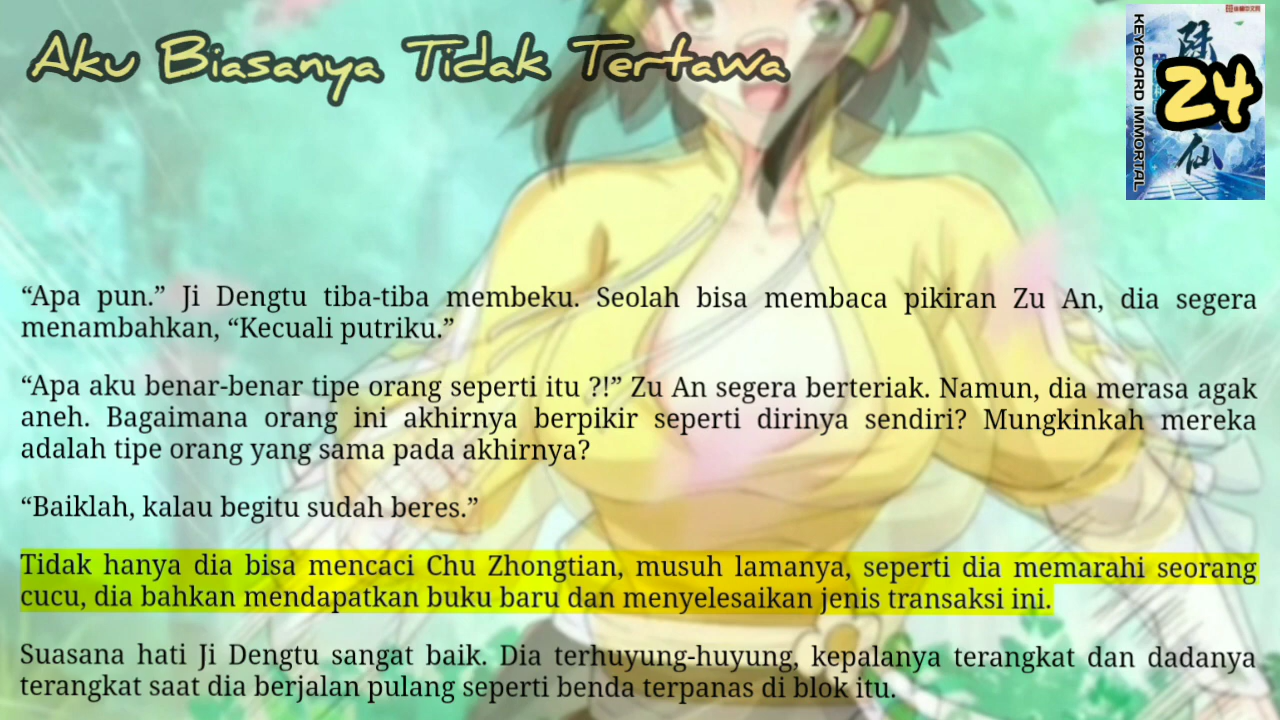 Aku Biasanya Tidak Tertawa
KEYBOARD IMMORTAL
24
仙
“Apa pun.” Ji Dengtu tiba-tiba membeku. Seolah bisa membaca pikiran Zu An, dia segera
menambahkan, “Kecuali putriku.”
“Apa aku benar-benar tipe orang seperti itu ?!” Zu An segera berteriak. Namun, dia merasa agak
aneh. Bagaimana orang ini akhirnya berpikir seperti dirinya sendiri? Mungkinkah mereka
adalah tipe orang yang sama pada akhirnya?
“Baiklah, kalau begitu sudah beres.”
Tidak hanya dia bisa mencaci Chu Zhongtian, musuh lamanya, seperti dia memarahi seorang
cucu, dia bahkan mendapatkan buku baru dan menyelesaikan jenis transaksi ini.
Suasana hati Ji Dengtu sangat baik. Dia terhuyung-huyung, kepalanya terangkat dan dadanya
terangkat saat dia berjalan pulang seperti benda terpanas di blok itu.